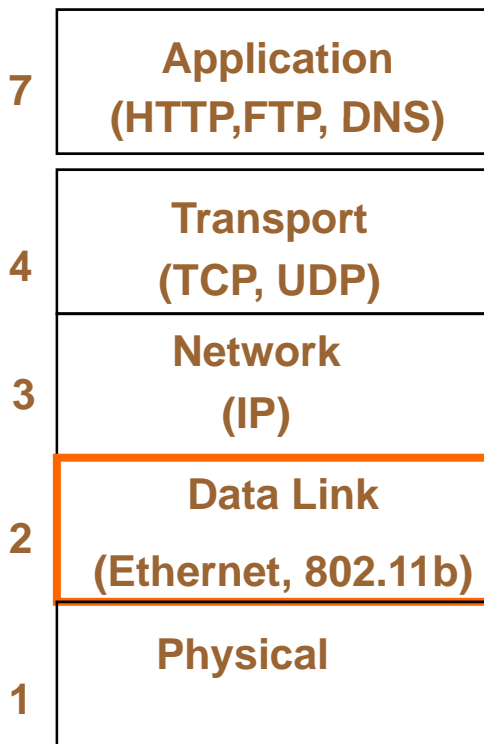 7
Application
(HTTP,FTP, DNS)
4
Transport
(TCP, UDP)
3
Network
(IP)
2
Data Link
(Ethernet, 802.11b)
1
Physical